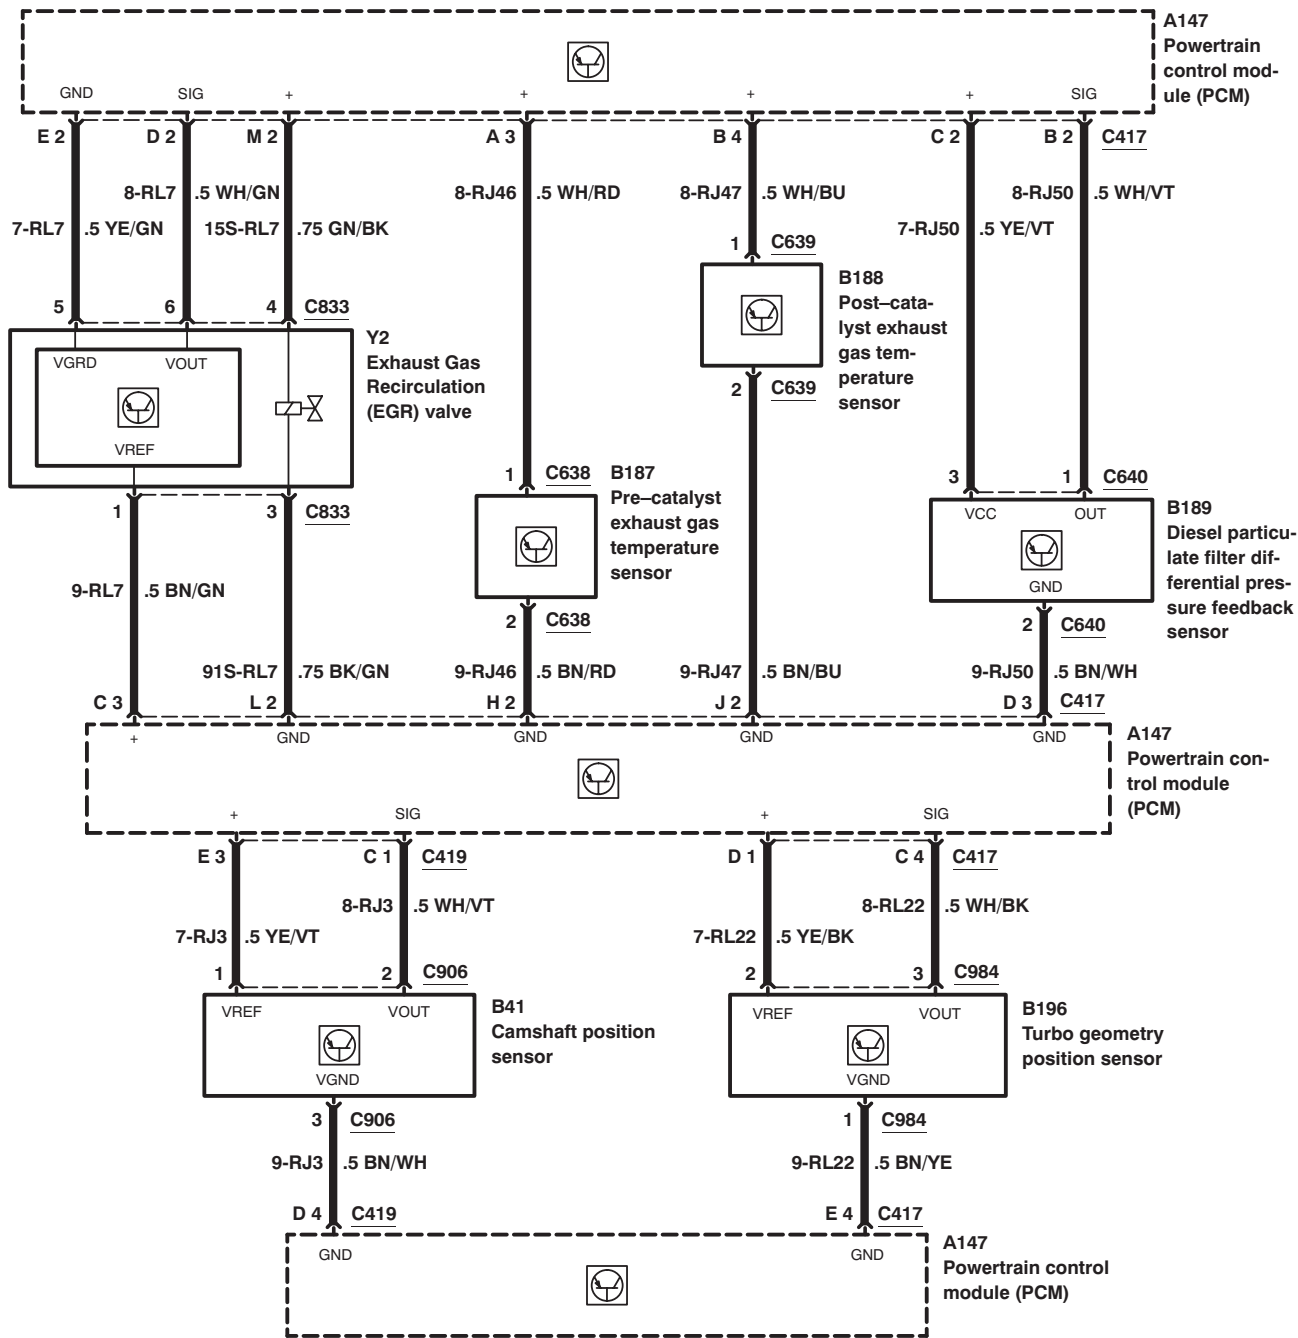 A147
Powertrain
control mod-
ule (PCM)
GND SIG + + + + SIG
E 2 D 2 M 2 A 3 B 4 C 2 B 2 C417
8-RL7 .5 WH/GN 8-RJ46 .5 WH/RD 8-RJ47 .5 WH/BU 8-RJ50 .5 WH/VT
7-RL7 .5 YE/GN 15S-RL7 .75 GN/BK 7-RJ50 .5 YE/VT
1 C639
B188
Post–cata-
lyst exhaust
gas tem-
perature
sensor
2 C639
5 6 4 C833
Y2
Exhaust Gas
Recirculation
(EGR) valve
VGRD VOUT
VREF
1 3 C833
1 C638
B187
Pre–catalyst
exhaust gas
temperature
sensor
2 C638
3 1 C640
B189
Diesel particu-
late filter dif-
ferential pres-
sure feedback
sensor
VCC OUT
GND
2 C640
9-RL7 .5 BN/GN
91S-RL7 .75 BK/GN 9-RJ46 .5 BN/RD 9-RJ47 .5 BN/BU 9-RJ50 .5 BN/WH
C 3 L 2 H 2 J 2 D 3 C417
+ GND GND GND GND
A147
Powertrain con-
trol module
(PCM)
+ SIG + SIG
E 3 C 1 C419 D 1 C 4 C417
8-RJ3 .5 WH/VT 8-RL22 .5 WH/BK
7-RJ3 .5 YE/VT 7-RL22 .5 YE/BK
1 2 C906 2 3 C984
VREF VOUT
VGND
B41
Camshaft position
sensor
VREF VOUT
VGND
B196
Turbo geometry
position sensor
3 C906 1 C984
9-RJ3 .5 BN/WH 9-RL22 .5 BN/YE
D 4 C419 E 4 C417
GND GND
A147
Powertrain control
module (PCM)